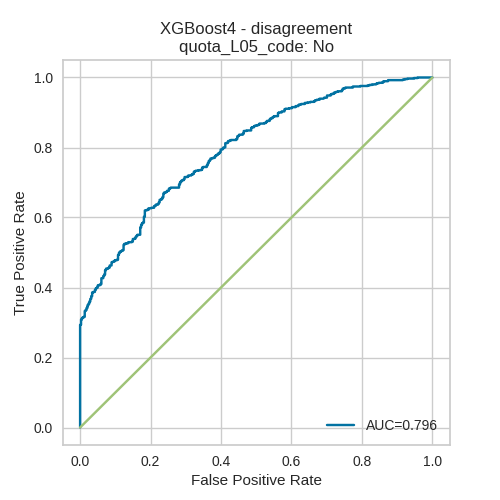 XGBoost4 - disagreement
quota_L05_code: No
1.0
0.8
0.6
0.4
0.2
0.0
True Positive Rate
AUC=0.796
0.0 0.2 0.4 0.6 0.8 1.0
False Positive Rate